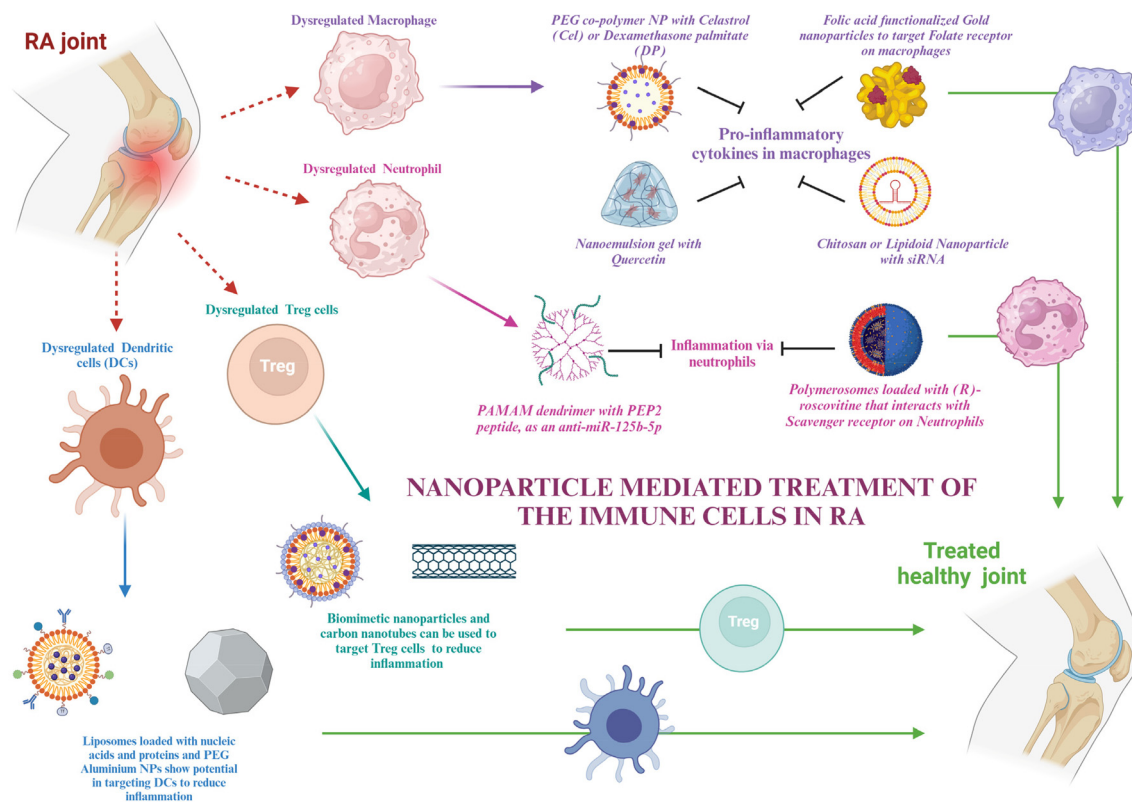 RA joint
Dysregulated Macrophage
PEG co-polymer NP with Celastrol
(Cel) or Dexamethasone palmitate
(DP)
Folic acid functionalized Gold
nanoparticles to target Folate receptor
on macrophages
Pro-inflammatory
cytokines in macrophages
Dysregulated Neutrophil
Nanoemulsion gel with
Quercetin
Chitosan or Lipidoid Nanoparticle
with siRNA
Dysregulated Treg cells
Treg
Dysregulated Dendritic
cells (DCs)
Inflammation via
neutrophils
PAMAM dendrimer with PEP2
peptide, as an anti-miR-125b-5p
Polymerosomes loaded with (R)-
roscovitine that interacts with
Scavenger receptor on Neutrophils
NANOPARTICLE MEDIATED TREATMENT OF
THE IMMUNE CELLS IN RA
Treated
healthy joint
Biomimetic nanoparticles and
carbon nanotubes can be used to
target Treg cells to reduce
inflammation
Treg
Liposomes loaded with nucleic
acids and proteins and PEG
Aluminium NPs show potential
in targeting DCs to reduce
inflammation